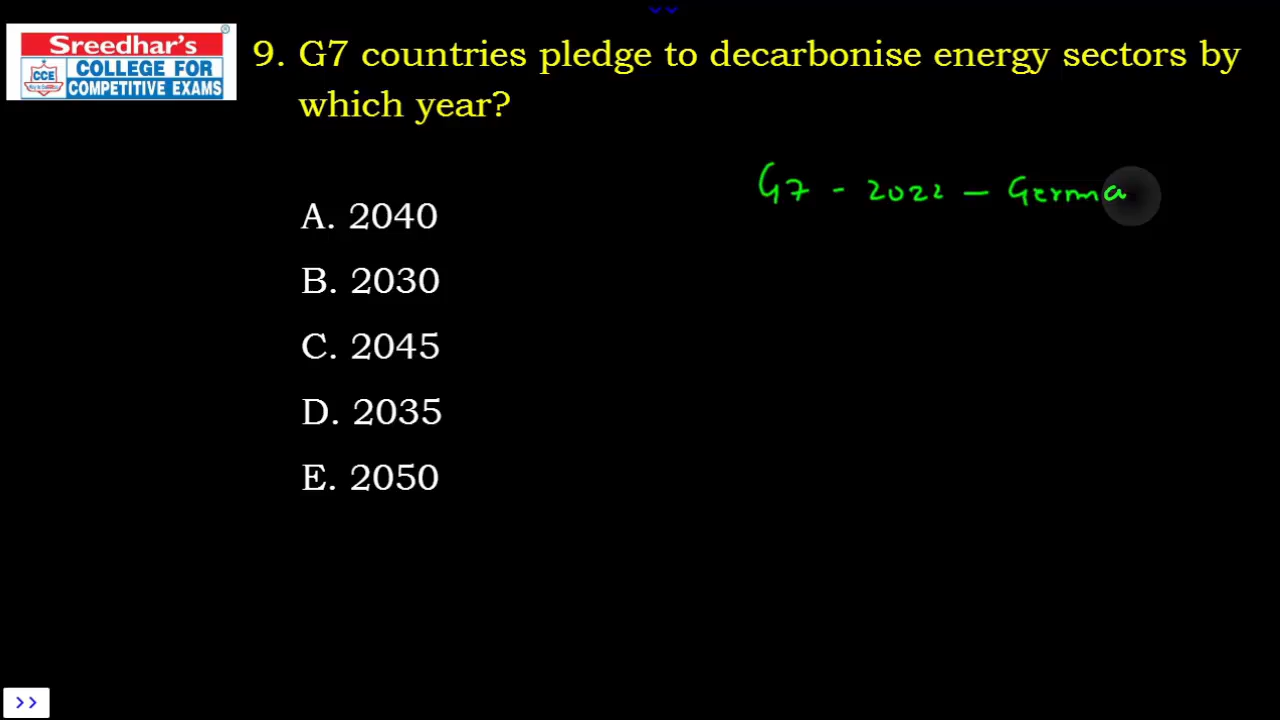 Sreedhar's
CCE
COLLEGE FOR
COMPETITIVE EXAMS
9. G7 countries pledge to decarbonise energy sectors by
which year?
G7 - 2022 - Germa
A. 2040
B. 2030
C. 2045
D. 2035
E. 2050
>>